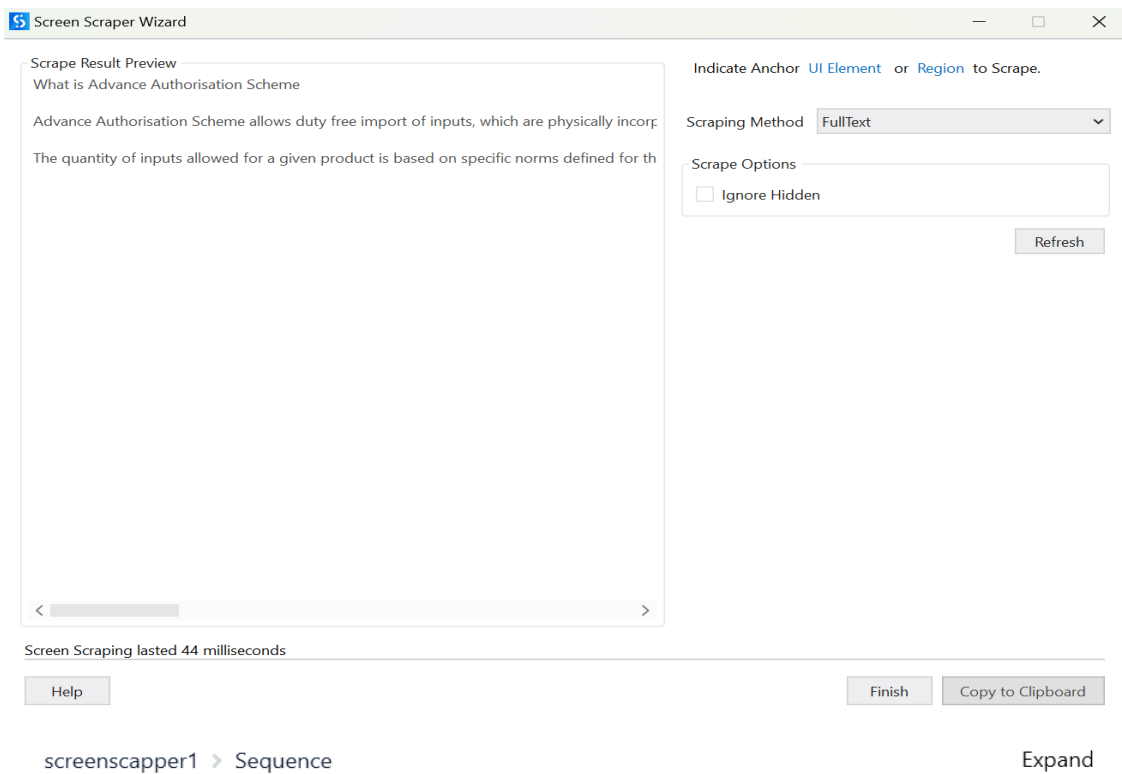 Screen Scraper Wizard
Scrape Result Preview
What is Advance Authorisation Scheme
Advance Authorisation Scheme allows duty free import of inputs, which are physically incorp
The quantity of inputs allowed for a given product is based on specific norms defined for th
Indicate Anchor UI Element or Region to Scrape.
Scraping Method FullText
Scrape Options
Ignore Hidden
Refresh
Screen Scraping lasted 44 milliseconds
Help Finish Copy to Clipboard
screenscapper1 > Sequence Expand